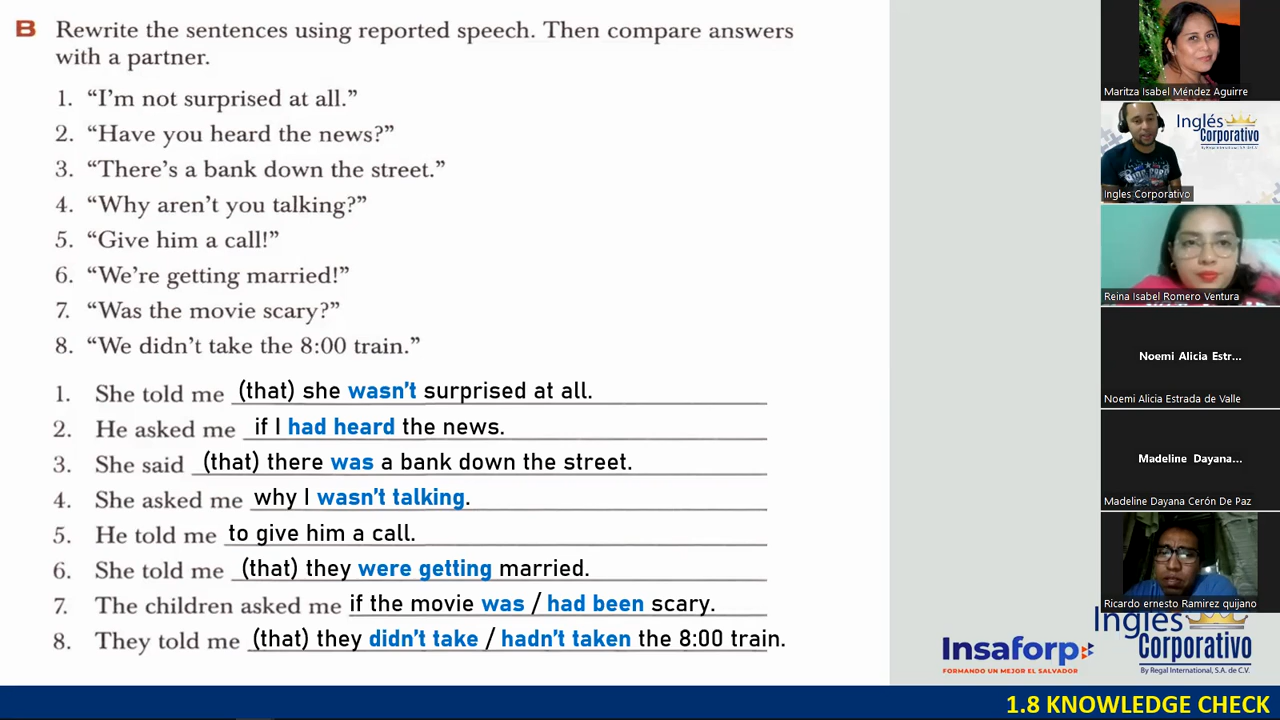 B Rewrite the sentences using reported speech. Then compare answers
with a partner.
1. “I’m not surprised at all.”
2. “Have you heard the news?”
3. “There’s a bank down the street.”
4. “Why aren’t you talking?”
5. “Give him a call!”
6. “We’re getting married!”
7. “Was the movie scary?”
8. “We didn’t take the 8:00 train.”
1. She told me (that) she wasn’t surprised at all.
2. He asked me if I had heard the news.
3. She said (that) there was a bank down the street.
4. She asked me why I wasn’t talking.
5. He told me to give him a call.
6. She told me (that) they were getting married.
7. The children asked me if the movie was / had been scary.
8. They told me (that) they didn’t take / hadn’t taken the 8:00 train.
Maritza Isabel Méndez Aguirre
Inglés
Corporativo
By Regal International, S.A. de C.V.
Ingles Corporativo
Reina Isabel Romero Ventura
Noemi Alicia Estr...
Noemi Alicia Estrada de Valle
Madeline Dayana...
Madeline Dayana Cerón De Paz
Ricardo ernesto Ramirez quijano
Insaforp
FORMANDO UN MEJOR EL SALVADOR
Inglés
Corporativo
By Regal International, S.A. de C.V.
1.8 KNOWLEDGE CHECK